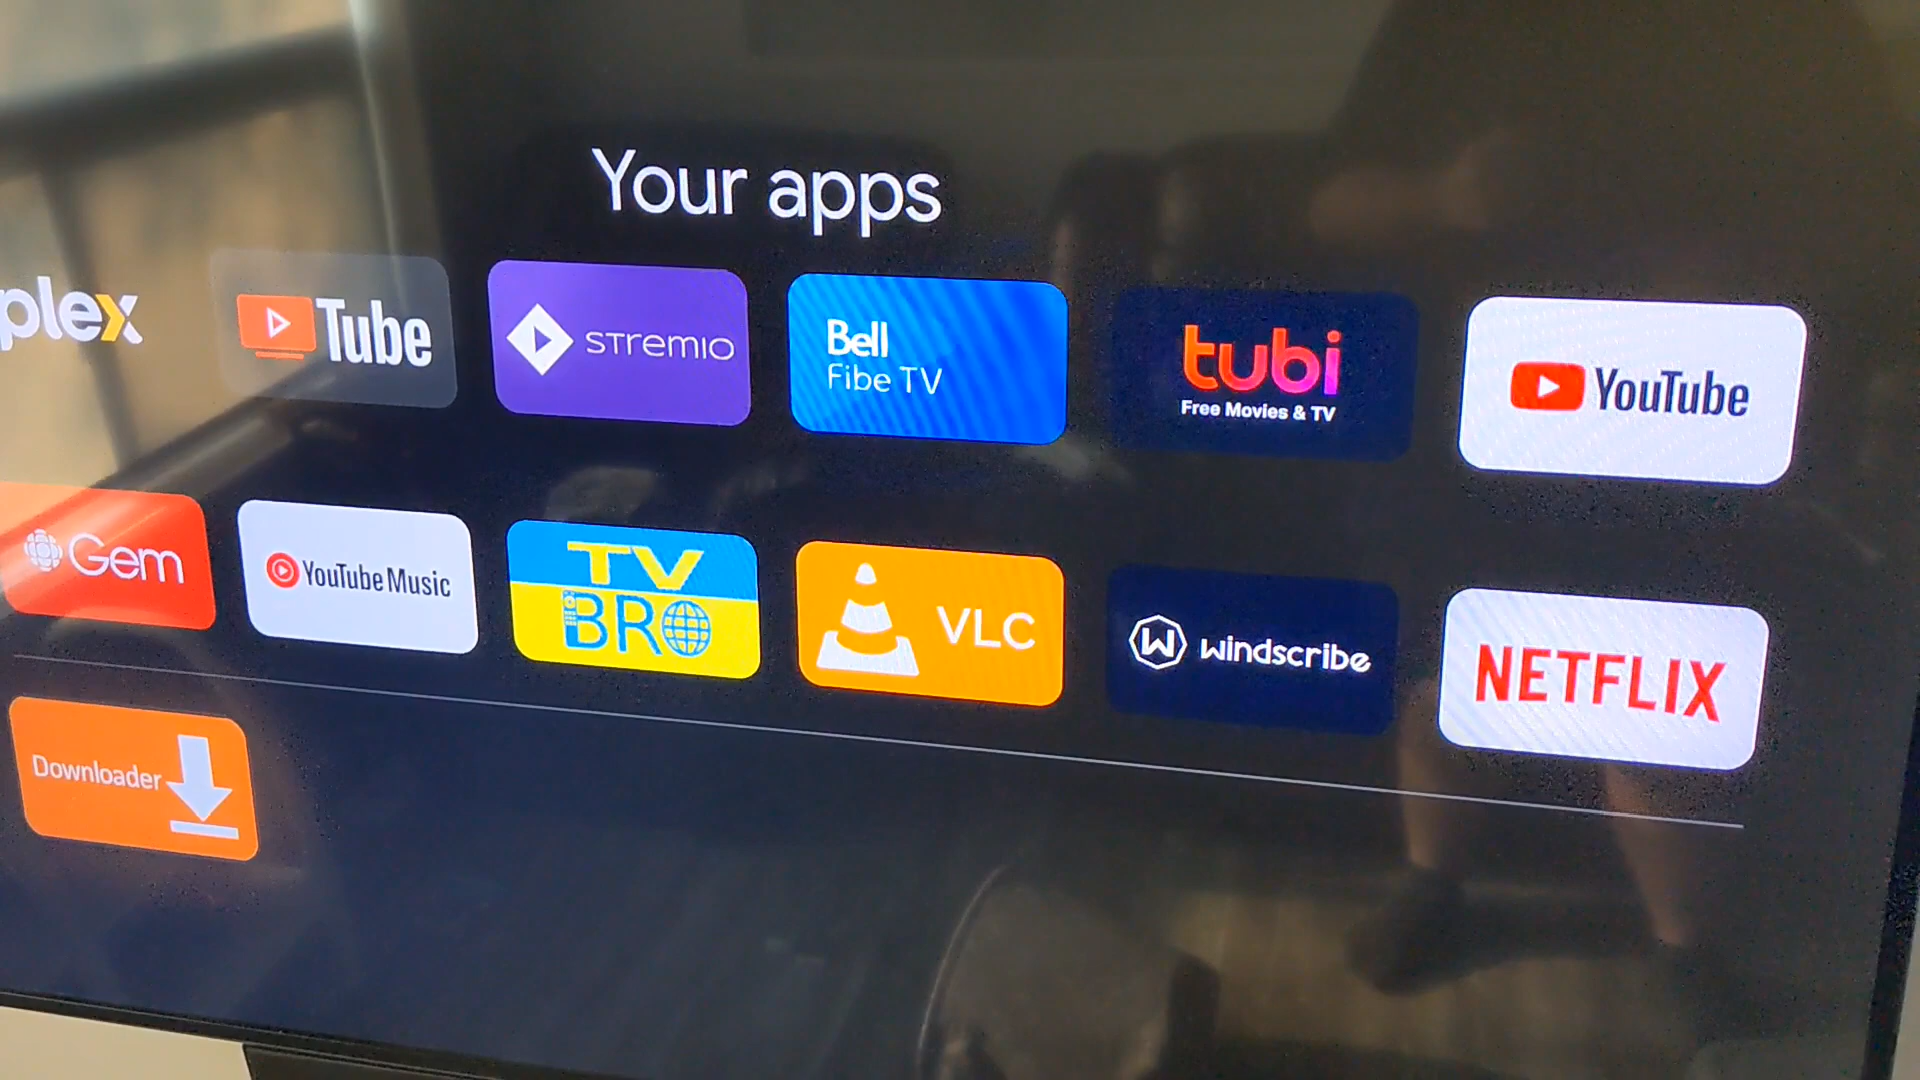 Your apps
plex
Tube
STREMIO
Bell
Fibe TV
tubi
Free Movies & TV
YouTube
Gem
YouTube Music
TV
BRO
VLC
W windscribe
NETFLIX
Downloader